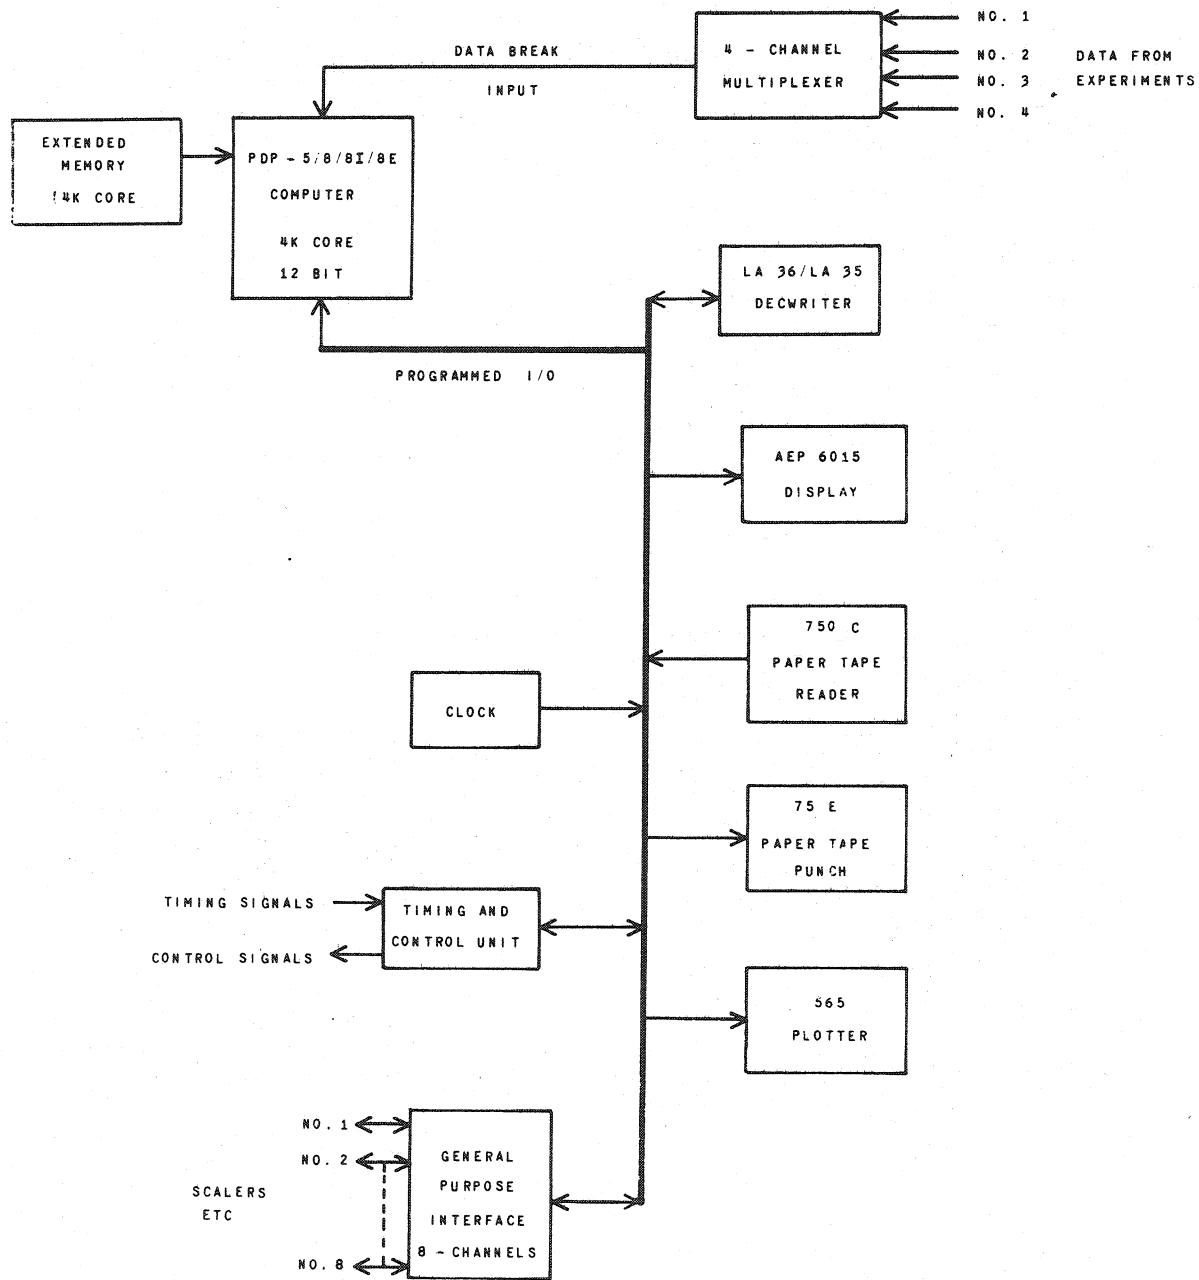 NO. 1
DATA BREAK
4 - CHANNEL
NO. 2
DATA FROM
INPUT
MULTIPLEXER
NO. 3
EXPERIMENTS
NO. 4
EXTENDED
MEMORY
4K CORE
PDP - 5/8/8I/8E
COMPUTER
4K CORE
12 BIT
LA 36/LA 35
DECWRITER
PROGRAMMED I/O
AEP 6015
DISPLAY
750 C
PAPER TAPE
READER
CLOCK
75 E
PAPER TAPE
PUNCH
TIMING SIGNALS
TIMING AND
CONTROL UNIT
CONTROL SIGNALS
565
PLOTTER
NO. 1
NO. 2
GENERAL
PURPOSE
INTERFACE
8 - CHANNELS
SCALERS
ETC
NO. 8